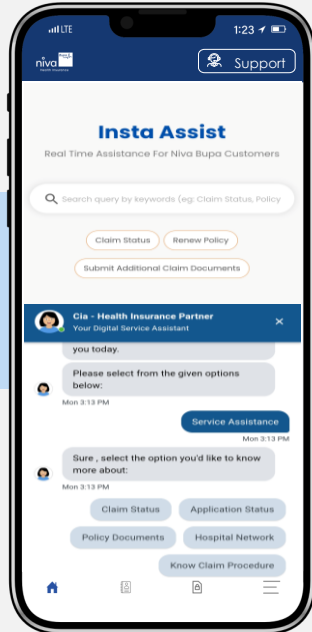 LTE
1:23
niva
Health Insurance
Support
Insta Assist
Real Time Assistance For Niva Bupa Customers
Search query by keywords (eg: Claim Status, Policy
Claim Status
Renew Policy
Submit Additional Claim Documents
Cia - Health Insurance Partner
Your Digital Service Assistant
you today.
Please select from the given options
below:
Mon 3:13 PM
Service Assistance
Mon 3:13 PM
Sure , select the option you'd like to know
more about:
Mon 3:13 PM
Claim Status
Application Status
Policy Documents
Hospital Network
Know Claim Procedure